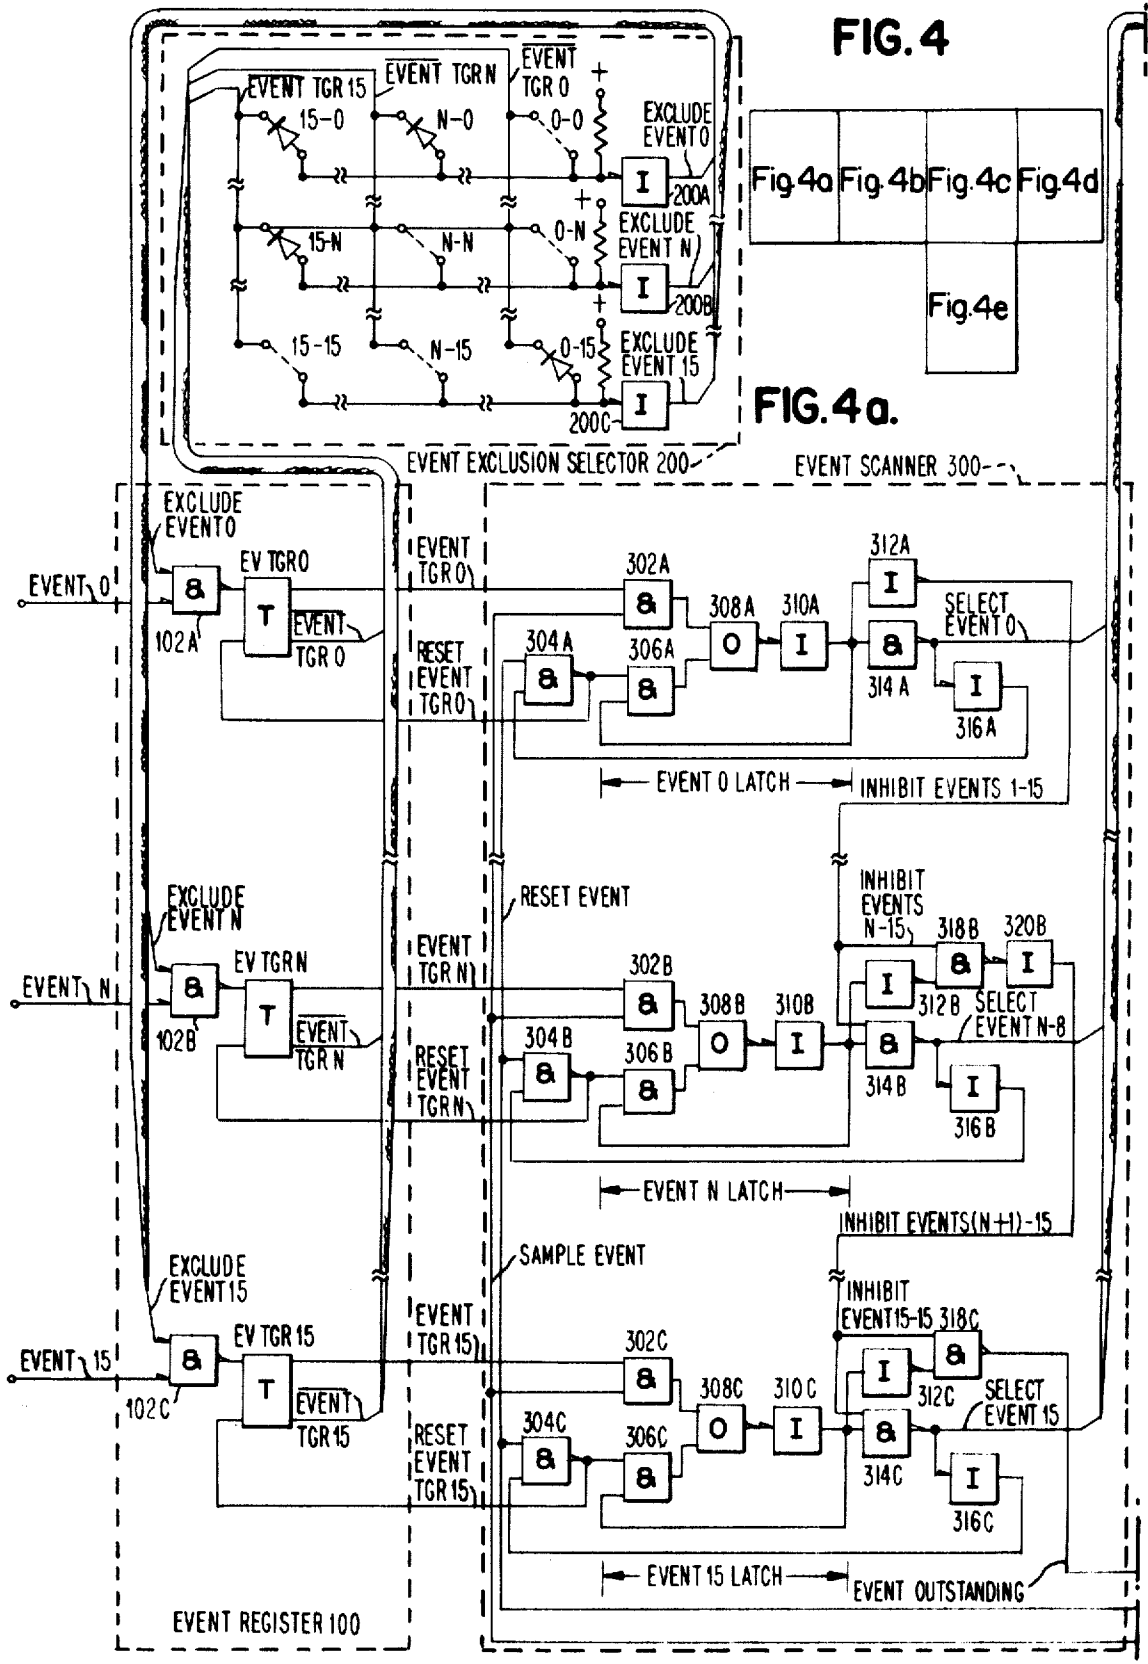 FIG. 4
EVENT TGR 15
EVENT TGR N
EVENT
TGR 0
+
15-0
N-0
0-0
I
200A
EXCLUDE
EVENT 0
15-N
N-N
0-N
+
I
200B
EXCLUDE
EVENT N
15-15
N-15
0-15
+
I
200C
EXCLUDE
EVENT 15
Fig.4a
Fig.4b
Fig.4c
Fig.4d
Fig.4e
FIG. 4a.
EVENT EXCLUSION SELECTOR 200
EVENT SCANNER 300
EXCLUDE
EVENT 0
EVENT 0
&
102A
EV TGR 0
T
EVENT
TGR 0
EVENT
TGR 0
RESET
EVENT
TGR 0
302A
&
304A
&
306A
&
308A
O
310A
I
312A
I
&
314A
SELECT
EVENT 0
I
316A
EVENT 0 LATCH
INHIBIT EVENTS 1-15
RESET EVENT
EXCLUDE
EVENT N
EVENT N
&
102B
EV TGR N
T
EVENT
TGR N
EVENT
TGR N
RESET
EVENT
TGR N
302B
&
304B
&
306B
&
308B
O
310B
I
INHIBIT
EVENTS
N-15
318B
&
320B
I
I
312B
&
314B
SELECT
EVENT N-8
I
316B
EVENT N LATCH
INHIBIT EVENTS (N+1)-15
SAMPLE EVENT
EXCLUDE
EVENT 15
EVENT 15
&
102C
EV TGR 15
T
EVENT
TGR 15
EVENT
TGR 15
RESET
EVENT
TGR 15
302C
&
304C
&
306C
&
308C
O
310C
I
INHIBIT
EVENT 15-15
318C
&
I
312C
&
314C
SELECT
EVENT 15
I
316C
EVENT 15 LATCH
EVENT OUTSTANDING
EVENT REGISTER 100